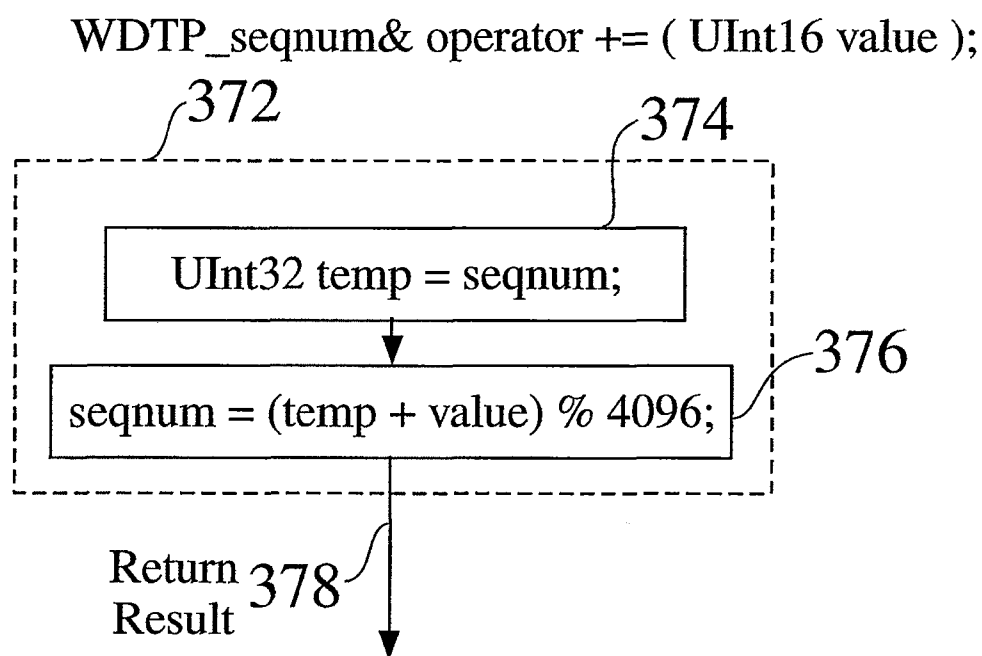 WDTP_seqnum& operator += ( UInt16 value );
372
374
UInt32 temp = seqnum;
376
seqnum = (temp + value) % 4096;
Return
378
Result